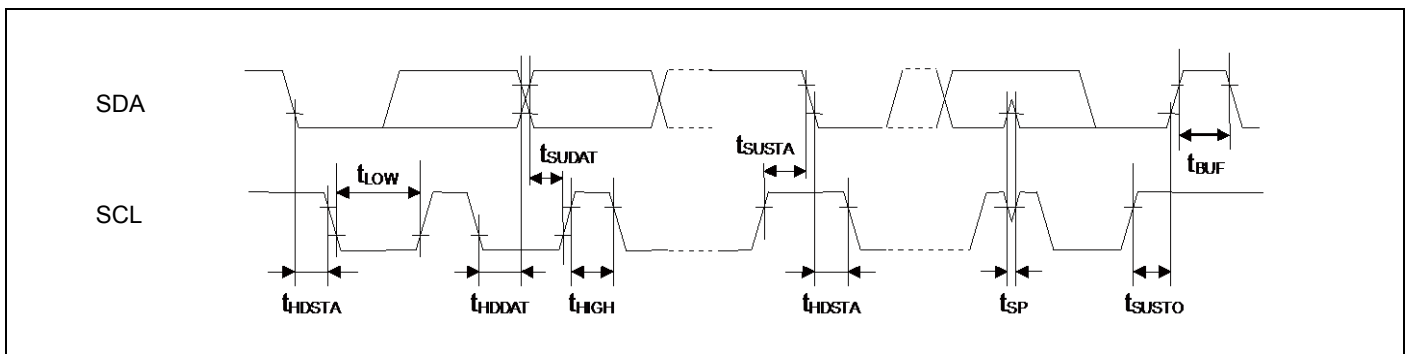 SDA
tSUDAT
tSUSTA
tBUF
tLOW
SCL
tHDSTA
tHDDAT
tHIGH
tHDSTA
tSP
tSUSTO